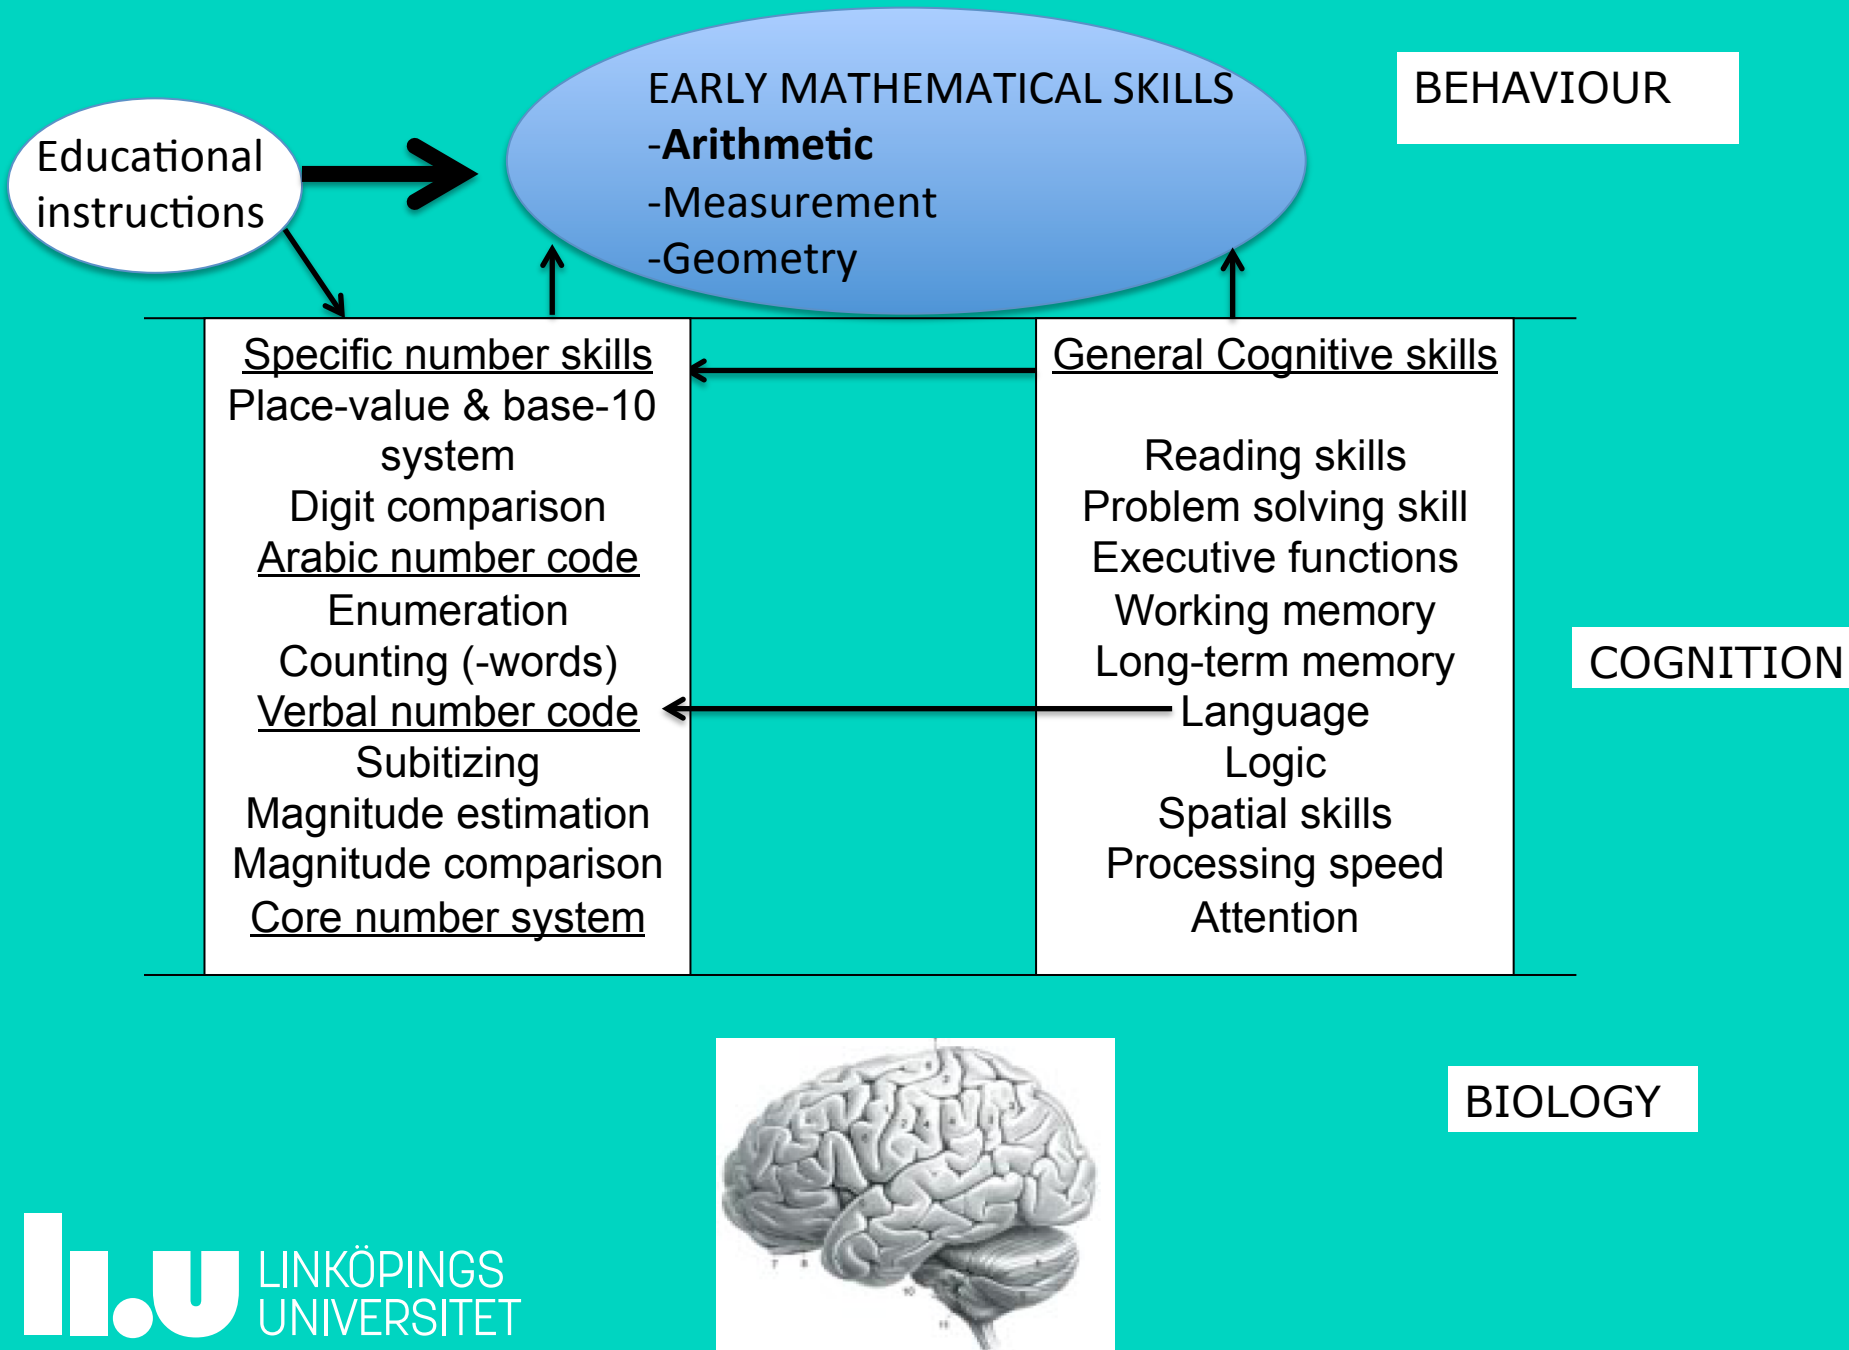 EARLY MATHEMATICAL SKILLS
-Arithmetic
-Measurement
-Geometry
BEHAVIOUR
Educational
instructions
Specific number skills
Place-value & base-10
system
Digit comparison
Arabic number code
Enumeration
Counting (-words)
Verbal number code
Subitizing
Magnitude estimation
Magnitude comparison
Core number system
General Cognitive skills
Reading skills
Problem solving skill
Executive functions
Working memory
Long-term memory
Language
Logic
Spatial skills
Processing speed
Attention
COGNITION
BIOLOGY
li.u LINKÖPINGS
UNIVERSITET